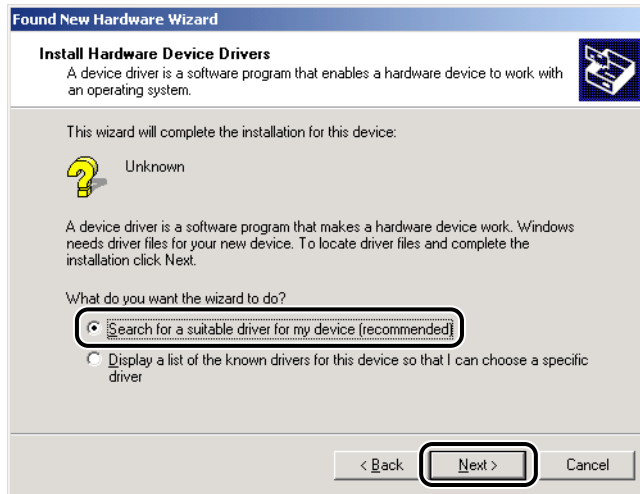 Found New Hardware Wizard
Install Hardware Device Drivers
A device driver is a software program that enables a hardware device to work with
an operating system.
This wizard will complete the installation for this device:
Unknown
A device driver is a software program that makes a hardware device work. Windows
needs driver files for your new device. To locate driver files and complete the
installation click Next.
What do you want the wizard to do?
Search for a suitable driver for my device (recommended)
Display a list of the known drivers for this device so that I can choose a specific
driver
< Back
Next >
Cancel